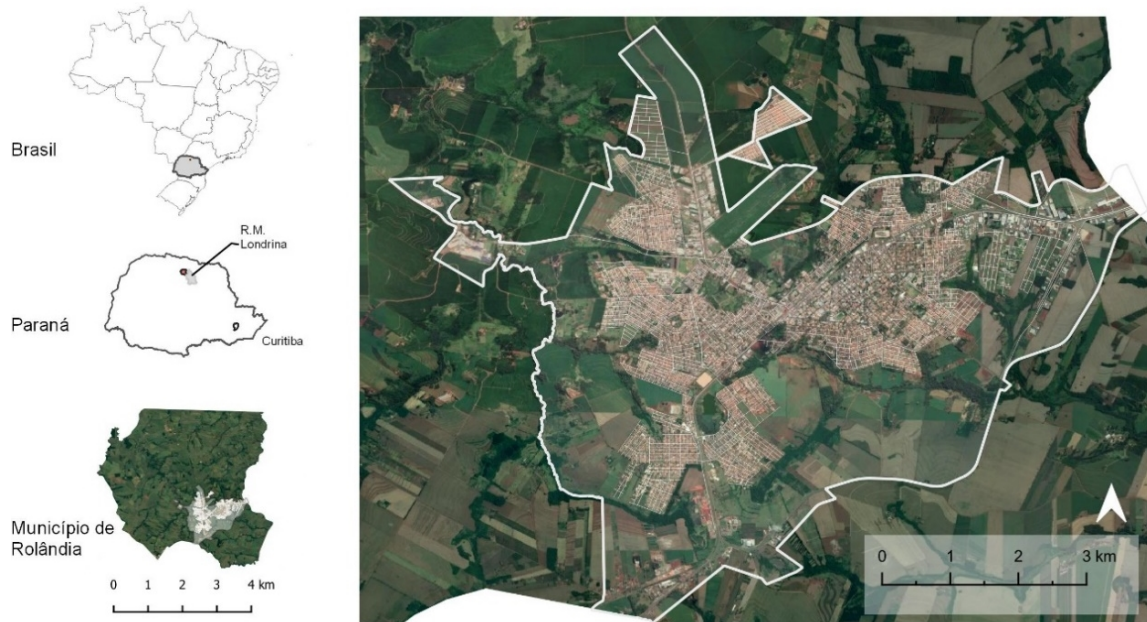 Brasil
R.M.
Londrina
Paraná
Curitiba
Município de
Rolândia
0 1 2 3 4 km
0 1 2 3 km